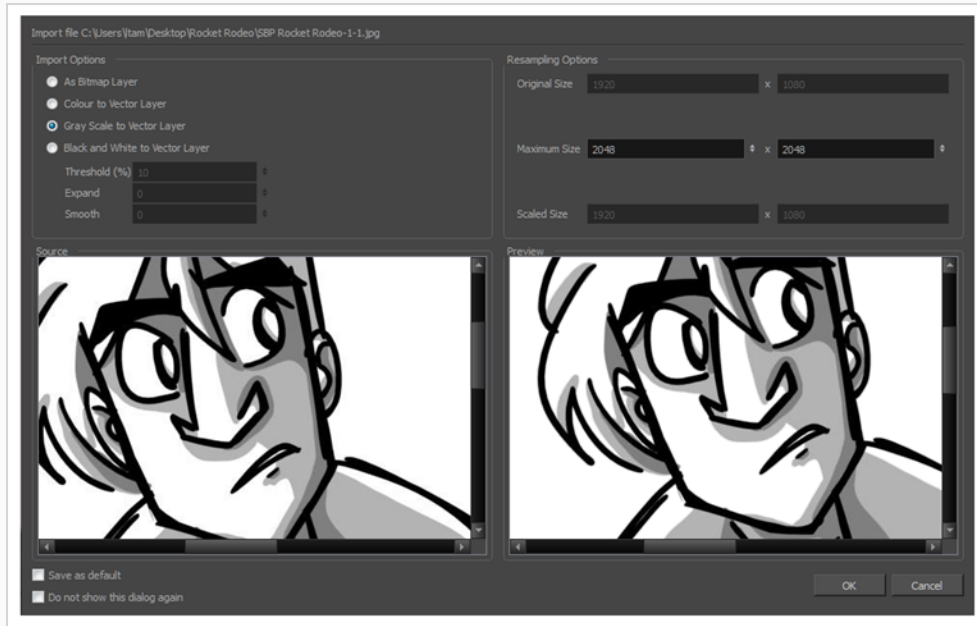 Import file C:\Users\ltam\Desktop\Rocket Rodeo\SBP Rocket Rodeo-1-1.jpg
Import Options
As Bitmap Layer
Colour to Vector Layer
Gray Scale to Vector Layer
Black and White to Vector Layer
Threshold (%) 10
Expand 0
Smooth 0
Resampling Options
Original Size 1920 x 1080
Maximum Size 2048 x 2048
Scaled Size 1920 x 1080
Source
Preview
Save as default
Do not show this dialog again
OK Cancel